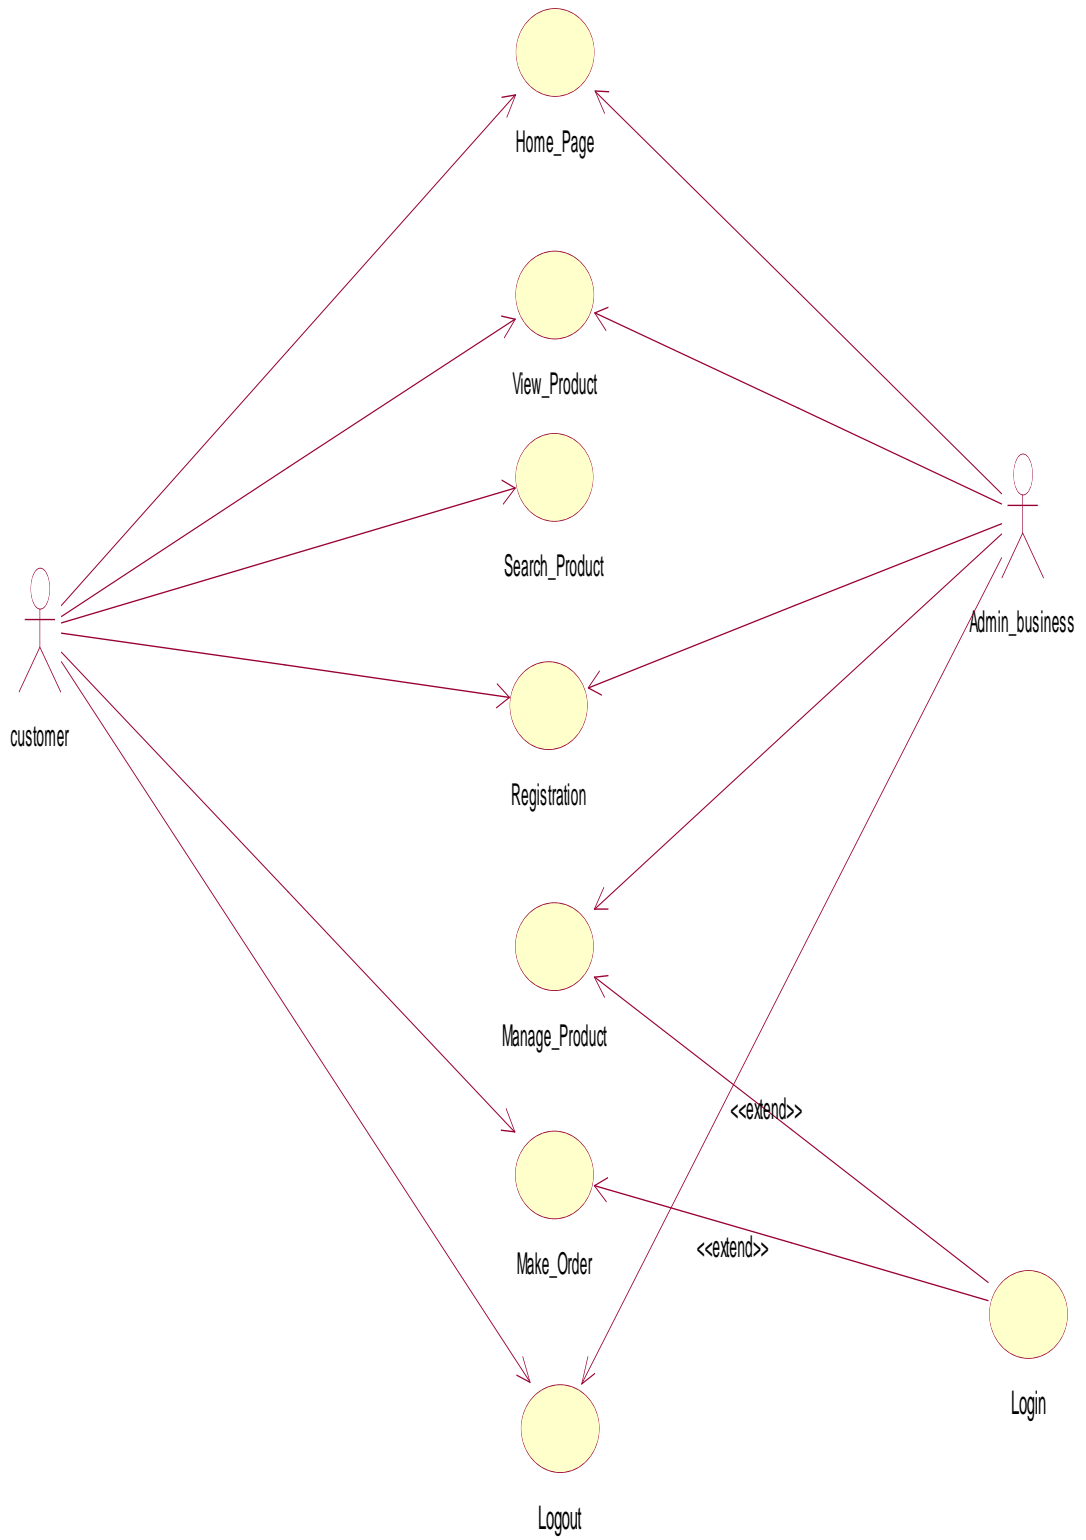 Home_Page
View_Product
Search_Product
Admin_business
customer
Registration
Manage_Product
<<extend>>
<<extend>>
Make_Order
Login
Logout